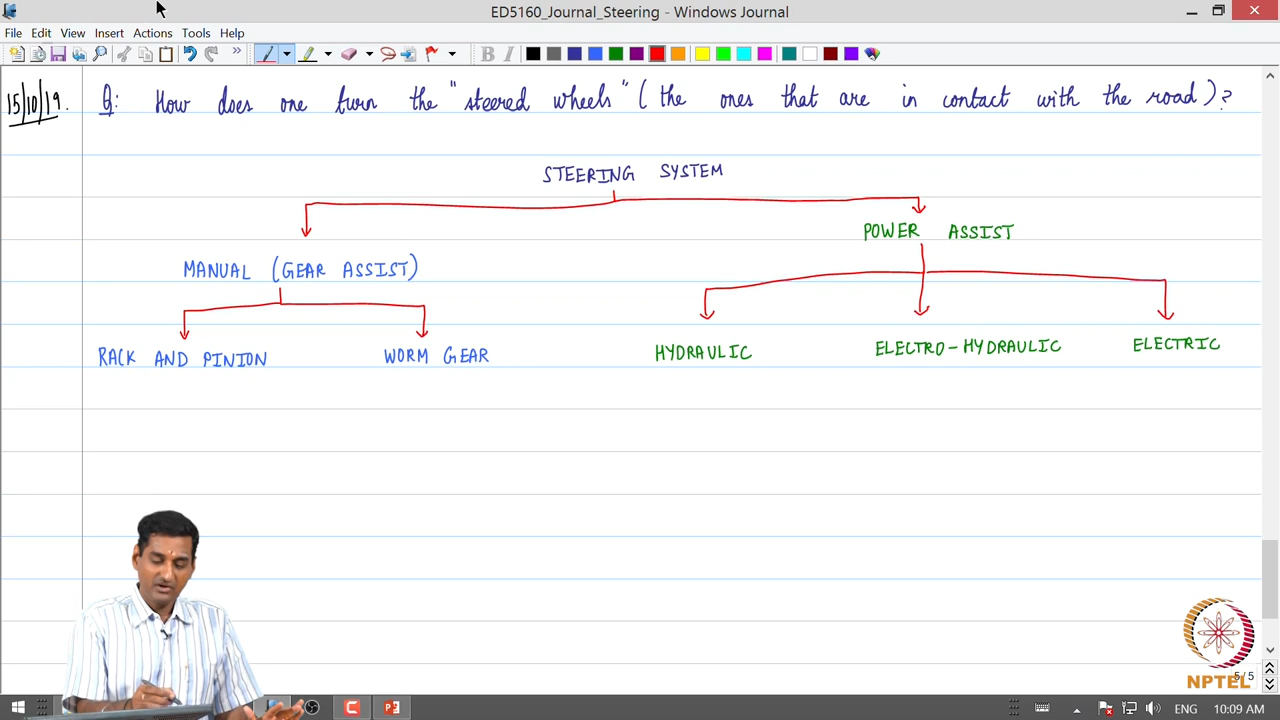 ED5160_Journal_Steering - Windows Journal
File Edit View Insert Actions Tools Help
15/10/19. Q: How does one turn the "steered wheels" (the ones that are in contact with the road)?
STEERING SYSTEM
POWER ASSIST
MANUAL (GEAR ASSIST)
RACK AND PINION WORM GEAR HYDRAULIC ELECTRO-HYDRAULIC ELECTRIC
5/5
NPTEL
ENG 10:09 AM